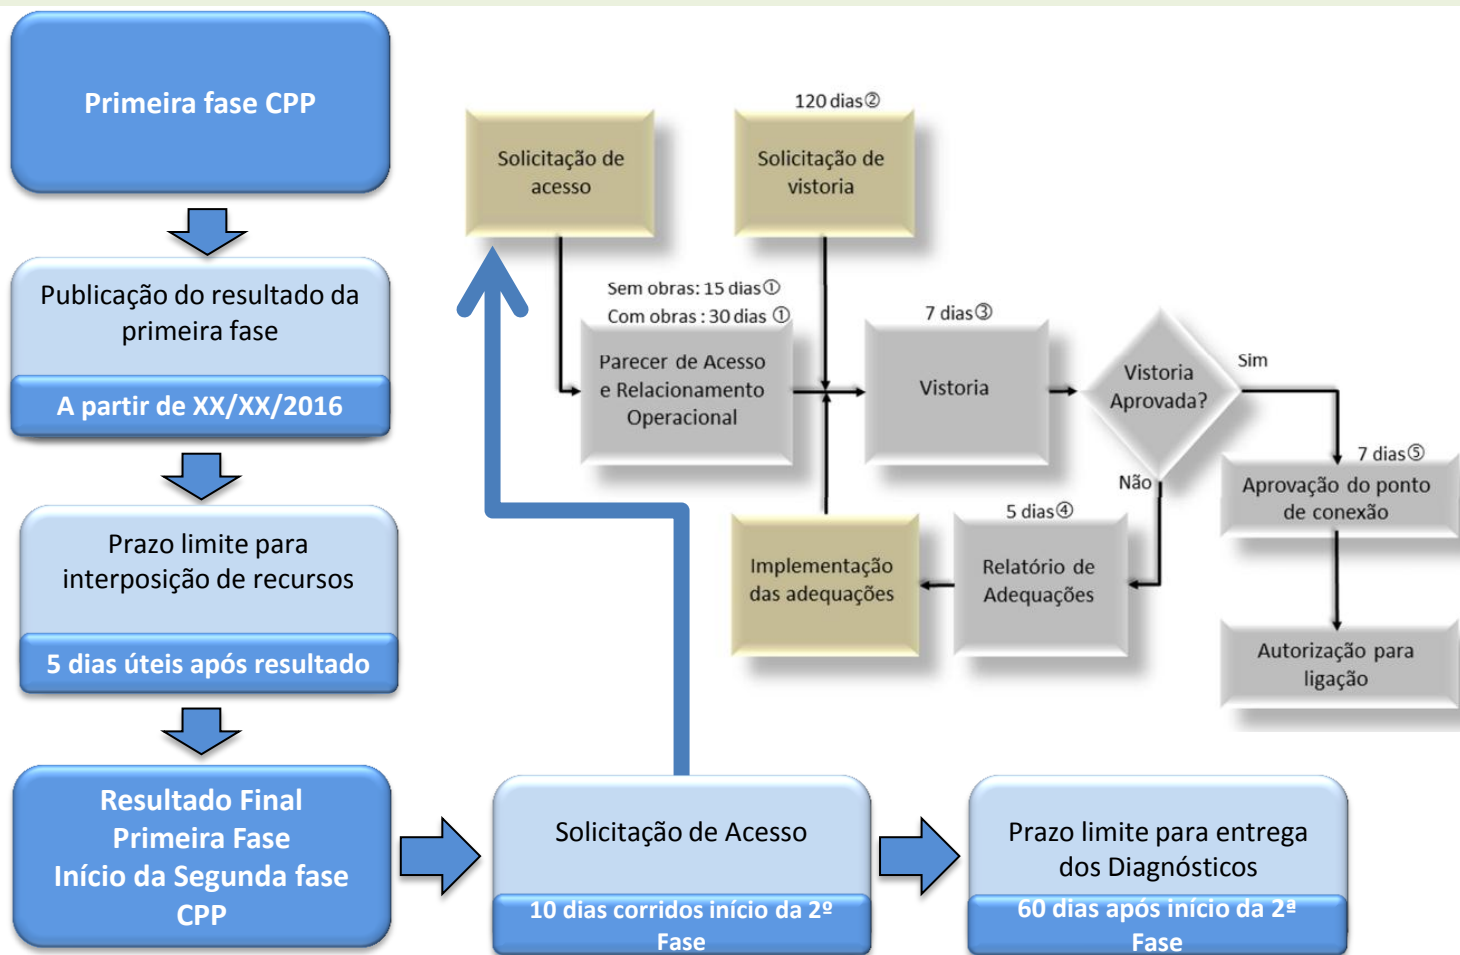 Primeira fase CPP
Publicação do resultado da
primeira fase
A partir de XX/XX/2016
Prazo limite para
interposição de recursos
5 dias úteis após resultado
Resultado Final
Primeira Fase
Início da Segunda fase
CPP
Solicitação de Acesso
10 dias corridos início da 2º
Fase
Prazo limite para entrega
dos Diagnósticos
60 dias após início da 2ª
Fase
Solicitação de
acesso
120 dias②
Solicitação de
vistoria
Sem obras: 15 dias①
Com obras : 30 dias ①
Parecer de Acesso
e Relacionamento
Operacional
7 dias③
Vistoria
Vistoria
Aprovada?
Sim
Não
7 dias⑤
Aprovação do ponto
de conexão
Autorização para
ligação
5 dias④
Relatório de
Adequações
Implementação
das adequações